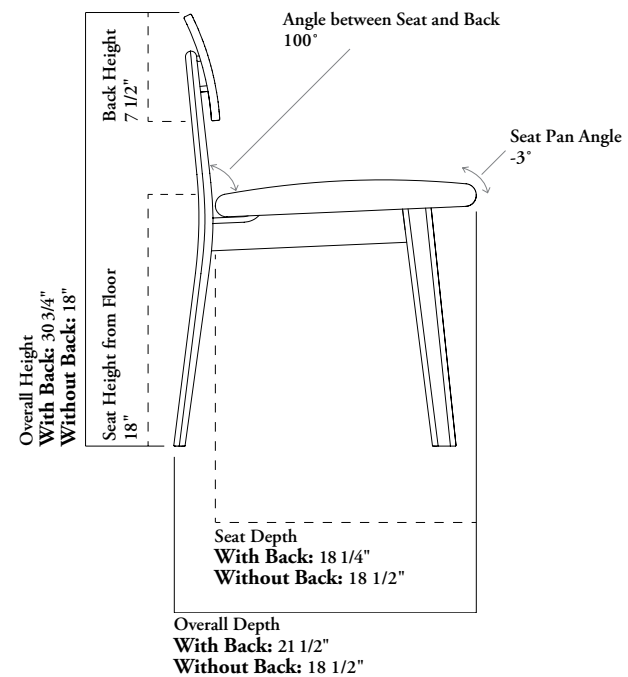 Angle between Seat and Back
100°
Back Height
7 1/2"
Seat Pan Angle
-3°
Overall Height
With Back: 30 3/4"
Without Back: 18"
Seat Height from Floor
18"
Seat Depth
With Back: 18 1/4"
Without Back: 18 1/2"
Overall Depth
With Back: 21 1/2"
Without Back: 18 1/2"